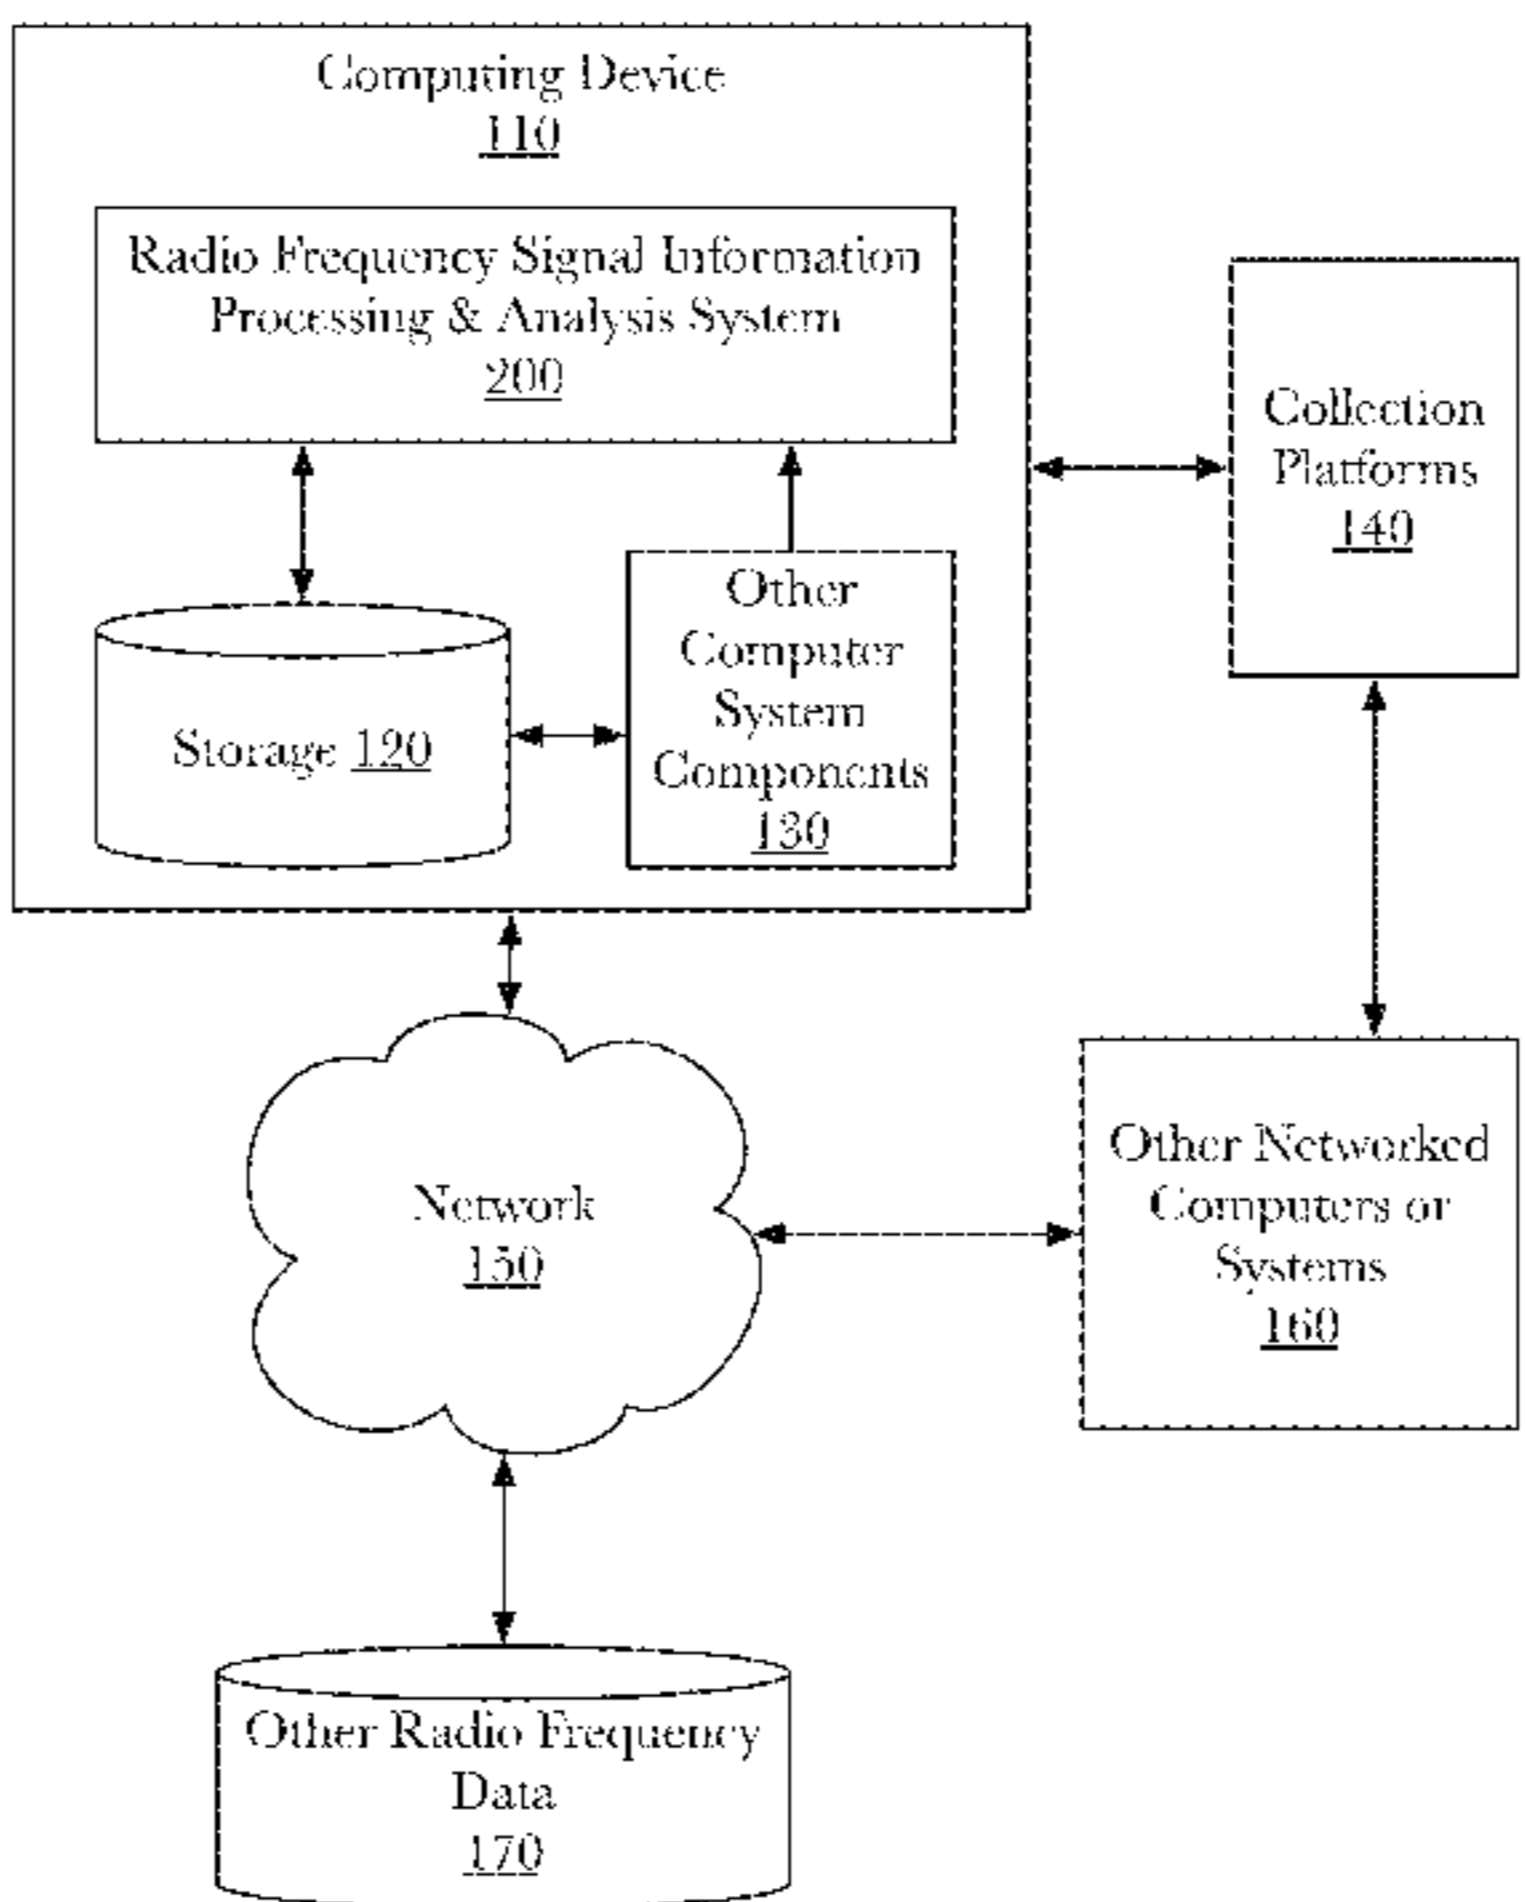 Computing Device
110
Radio Frequency Signal Information
Processing & Analysis System
200
Storage 120
Other
Computer
System
Components
130
Collection
Platforms
140
Network
150
Other Networked
Computers or
Systems
160
Other Radio Frequency
Data
170